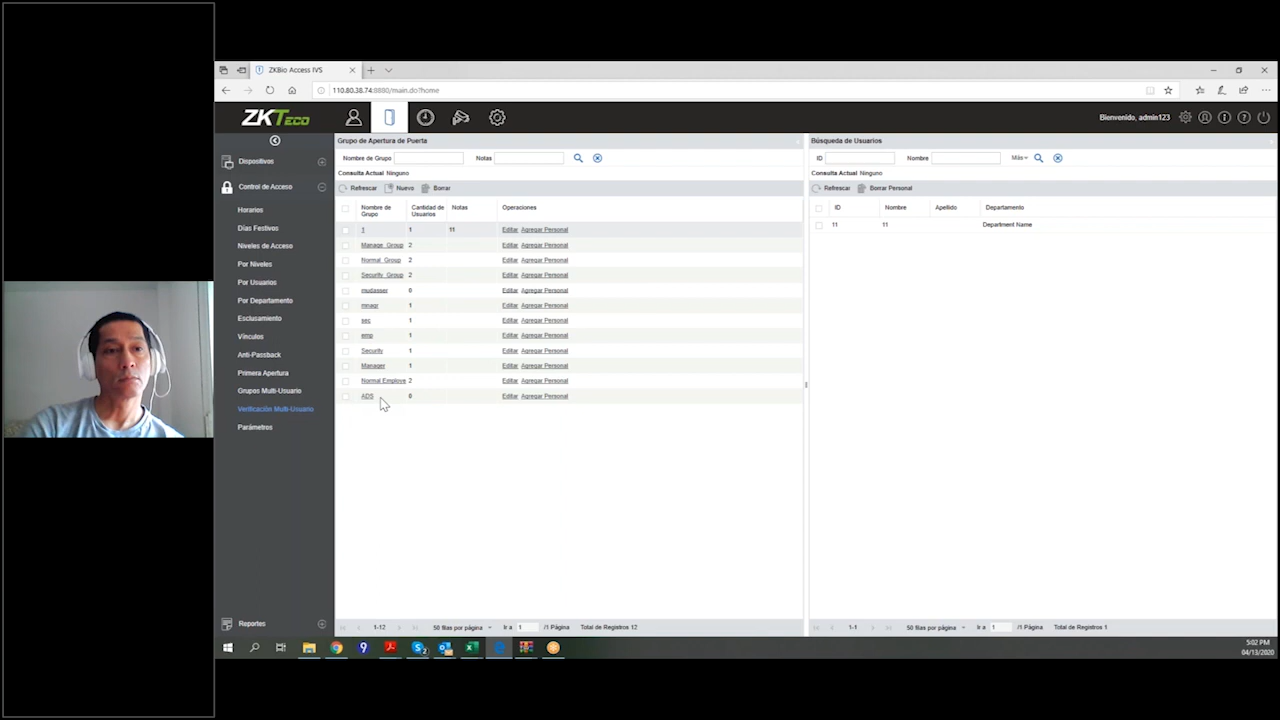 ZKBio Access IVS
110.80.38.74:8880/main.do?home
ZKTECO
Bienvenido, admin123
Dispositivos
Control de Acceso
Horarios
Días Festivos
Niveles de Acceso
Por Niveles
Por Usuarios
Por Departamento
Esclusamiento
Vínculos
Anti-Passback
Primera Apertura
Grupos Multi-Usuario
Verificación Multi-Usuario
Parámetros
Reportes
Grupo de Apertura de Puerta
Nombre de Grupo Notas
Consulta Actual Ninguno
Refrescar Nuevo Borrar
Nombre de Grupo Cantidad de Usuarios Notas Operaciones
1 1 11 Editar Agregar Personal
Manage_Group 2 Editar Agregar Personal
Normal_Group 2 Editar Agregar Personal
Security_Group 2 Editar Agregar Personal
mudasser 0 Editar Agregar Personal
mnagr 1 Editar Agregar Personal
sec 1 Editar Agregar Personal
emp 1 Editar Agregar Personal
Security 1 Editar Agregar Personal
Manager 1 Editar Agregar Personal
Normal Employe 2 Editar Agregar Personal
ADS 0 Editar Agregar Personal
1-12 50 filas por página Ir a 1 /1 Página Total de Registros 12
Búsqueda de Usuarios
ID Nombre Más
Consulta Actual Ninguno
Refrescar Borrar Personal
ID Nombre Apellido Departamento
11 11 Department Name
1-1 50 filas por página Ir a 1 /1 Página Total de Registros 1
5:02 PM
04/13/2020